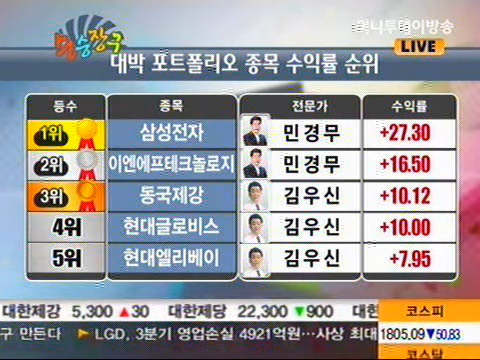 머니투데이방송
승장구
LIVE
대박 포트폴리오 종목 수익률 순위
등수 종목 전문가 수익률
1위 삼성전자 민경무 +27.30
2위 이엔에프테크놀로지 민경무 +16.50
3위 동국제강 김우신 +10.12
4위 현대글로비스 김우신 +10.00
5위 현대엘리베이 김우신 +7.95
대한제강 5,300 ▲30 대한제당 22,300 ▼900 대한 코스피
구 만든다 ▶ LGD, 3분기 영업손실 4921억원…사상 최대 1805.09 ▼50.83
코스닥